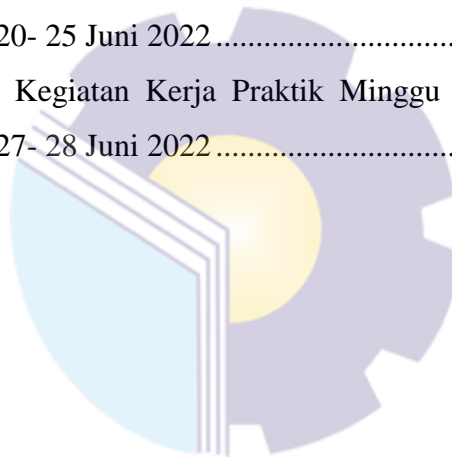 20- 25 Juni 2022 ....................................
Kegiatan Kerja Praktik Minggu
27- 28 Juni 2022 ....................................